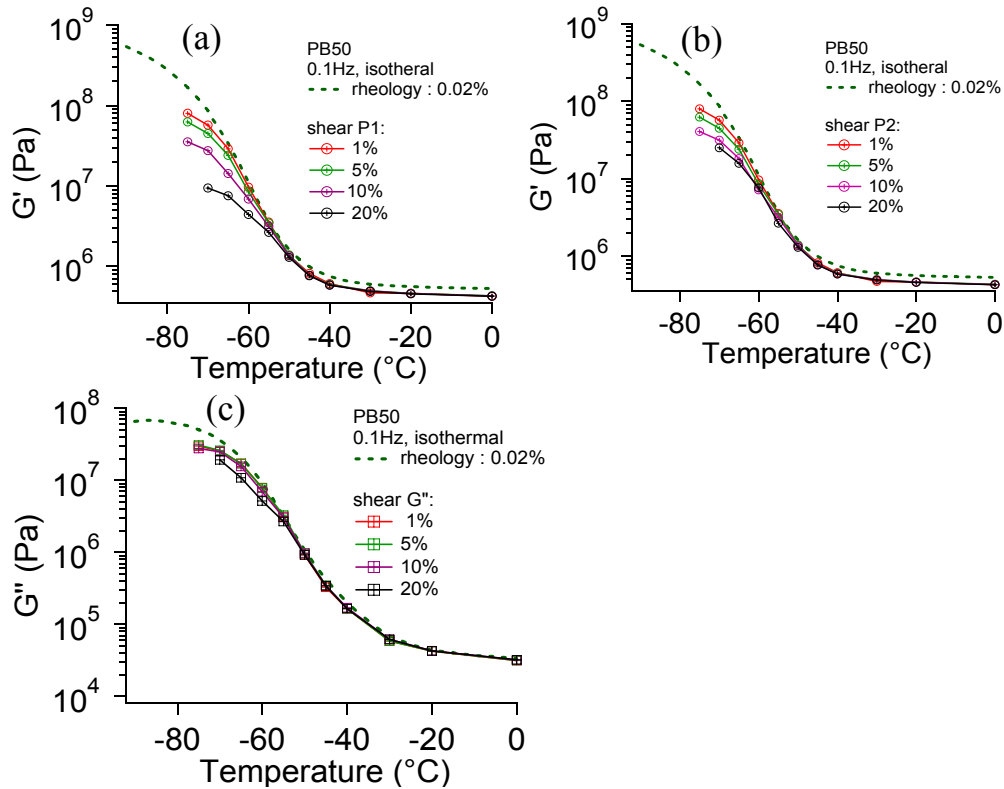 (a)
PB50
0.1Hz, isotheral
rheology : 0.02%
shear P1:
1%
5%
10%
20%
G' (Pa)
10^9
10^8
10^7
10^6
-80 -60 -40 -20 0
Temperature (°C)
(b)
PB50
0.1Hz, isotheral
rheology : 0.02%
shear P2:
1%
5%
10%
20%
G' (Pa)
10^9
10^8
10^7
10^6
-80 -60 -40 -20 0
Temperature (°C)
(c)
PB50
0.1Hz, isothermal
rheology : 0.02%
shear G":
1%
5%
10%
20%
G" (Pa)
10^8
10^7
10^6
10^5
10^4
-80 -60 -40 -20 0
Temperature (°C)